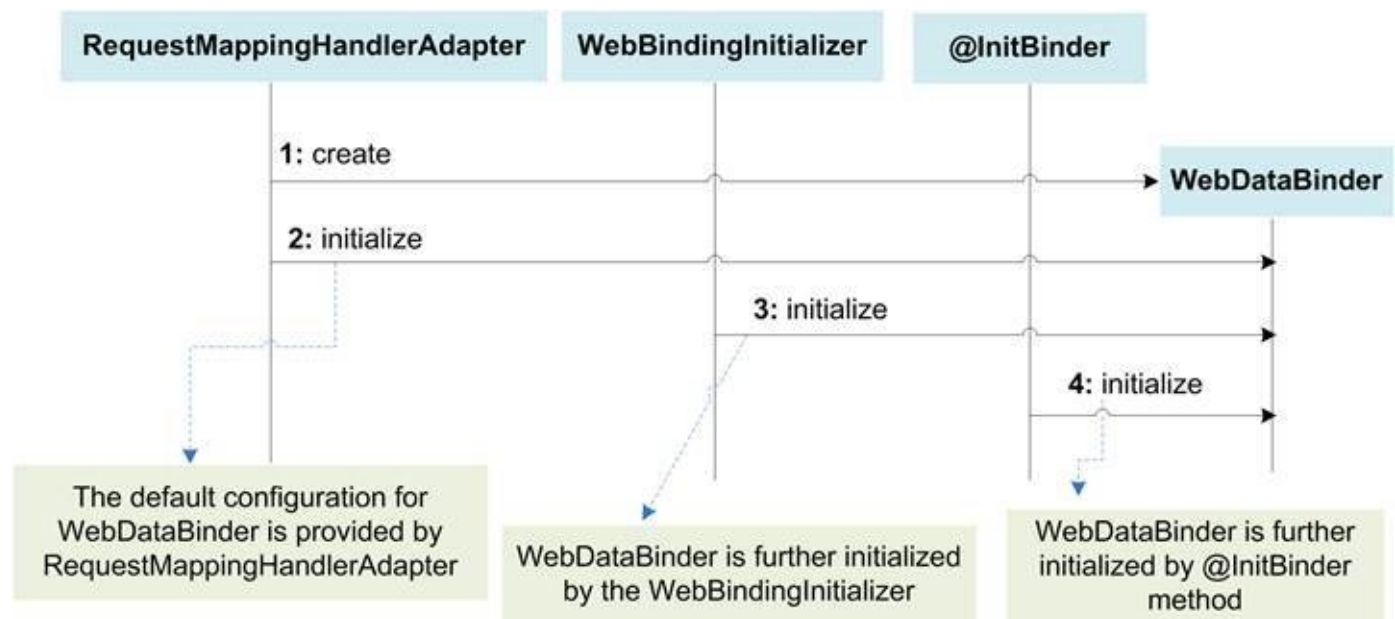 RequestMappingHandlerAdapter
WebBindingInitializer
@InitBinder
1: create
WebDataBinder
2: initialize
3: initialize
4: initialize
The default configuration for
WebDataBinder is provided by
RequestMappingHandlerAdapter
WebDataBinder is further initialized
by the WebBindingInitializer
WebDataBinder is further
initialized by @InitBinder
method